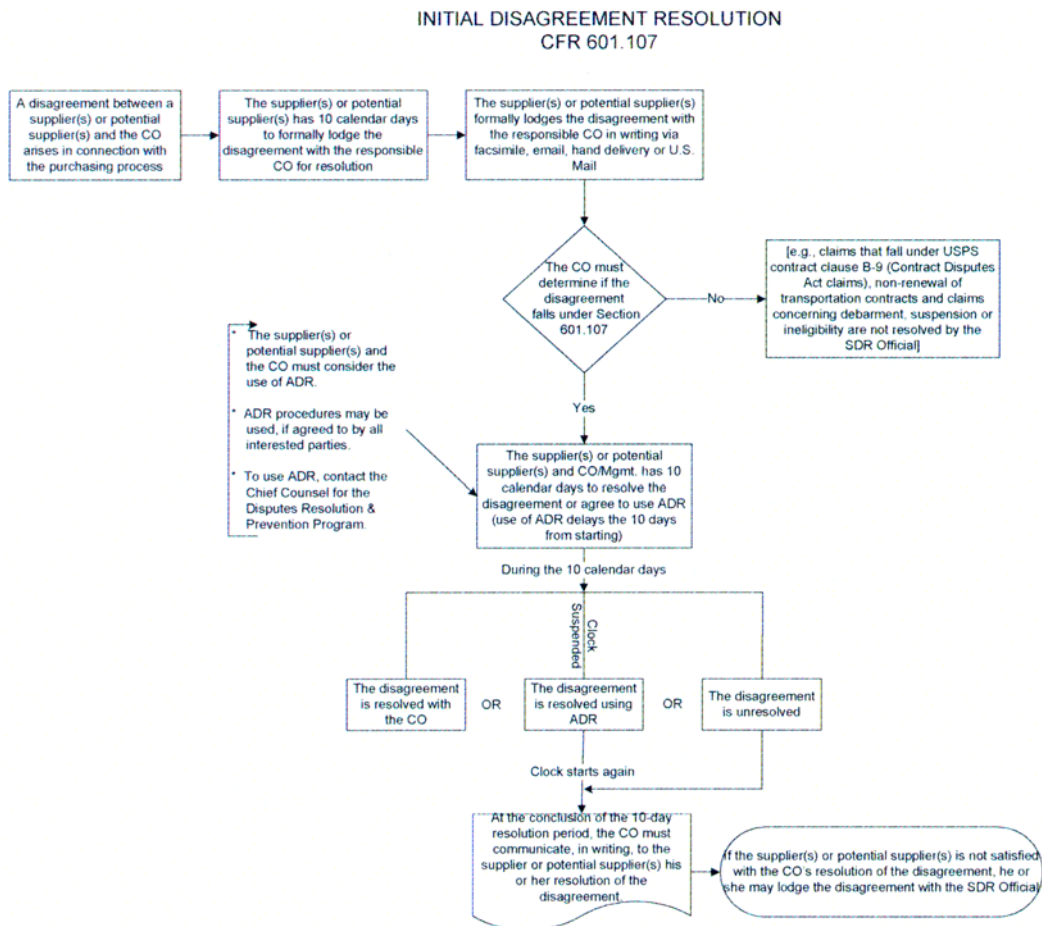 INITIAL DISAGREEMENT RESOLUTION
CFR 601.107
A disagreement between a
supplier(s) or potential
supplier(s) and the CO
arises in connection with
the purchasing process
The supplier(s) or potential
supplier(s) has 10 calendar days
to formally lodge the
disagreement with the responsible
CO for resolution
The supplier(s) or potential supplier(s)
formally lodges the disagreement with
the responsible CO in writing via
facsimile, email, hand delivery or U.S.
Mail
The CO must
determine if the
disagreement
falls under Section
601.107
No
[e.g., claims that fall under USPS
contract clause B-9 (Contract Disputes
Act claims), non-renewal of
transportation contracts and claims
concerning debarment, suspension or
ineligibility are not resolved by the
SDR Official]
* The supplier(s) or
potential supplier(s) and
the CO must consider the
use of ADR.
* ADR procedures may be
used, if agreed to by all
interested parties.
* To use ADR, contact the
Chief Counsel for the
Disputes Resolution &
Prevention Program.
Yes
The supplier(s) or potential
supplier(s) and CO/Mgmt. has 10
calendar days to resolve the
disagreement or agree to use ADR
(use of ADR delays the 10 days
from starting)
During the 10 calendar days
Clock
Suspended
The disagreement
is resolved with
the CO
OR
The disagreement
is resolved using
ADR
OR
The disagreement
is unresolved
Clock starts again
At the conclusion of the 10-day
resolution period, the CO must
communicate, in writing, to the
supplier or potential supplier(s) his
or her resolution of the
disagreement.
If the supplier(s) or potential supplier(s) is not satisfied
with the CO's resolution of the disagreement, he or
she may lodge the disagreement with the SDR Official